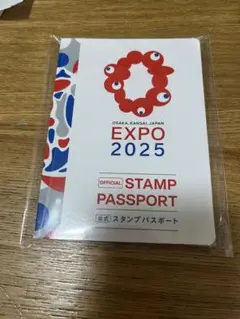 OSAKA, KANSAI, JAPAN
EXPO
2025
OFFICIAL STAMP
PASSPORT
公式 スタンプパスポート